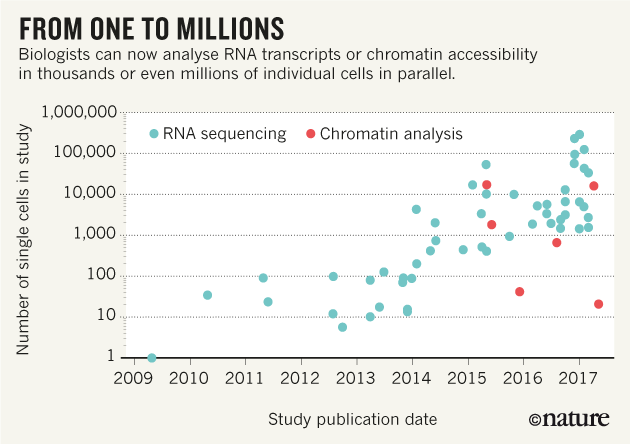 FROM ONE TO MILLIONS
Biologists can now analyse RNA transcripts or chromatin accessibility
in thousands or even millions of individual cells in parallel.
Number of single cells in study
1,000,000
100,000
10,000
1,000
100
10
1
RNA sequencing
Chromatin analysis
2009 2010 2011 2012 2013 2014 2015 2016 2017
Study publication date
©nature